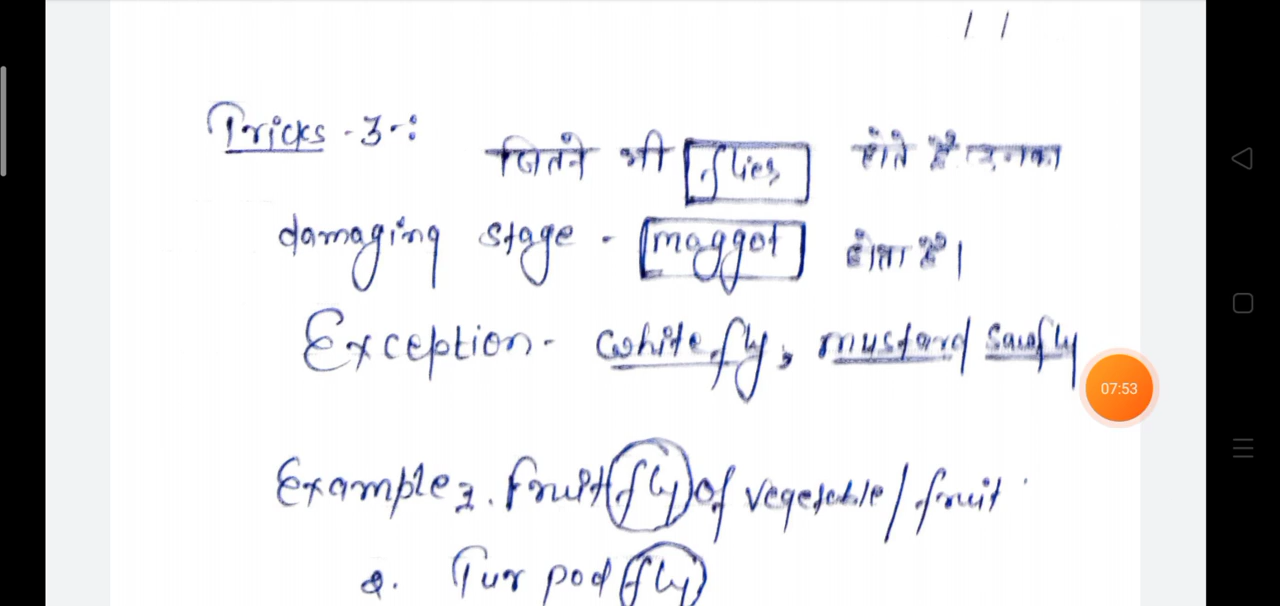 Tricks -3-:
जितने भी flies होते है उनका
damaging stage - maggot होता है।
Exception - white fly, mustard sawfly
07:53
Example 1. fruit fly of vegetable / fruit
2. Tur pod fly